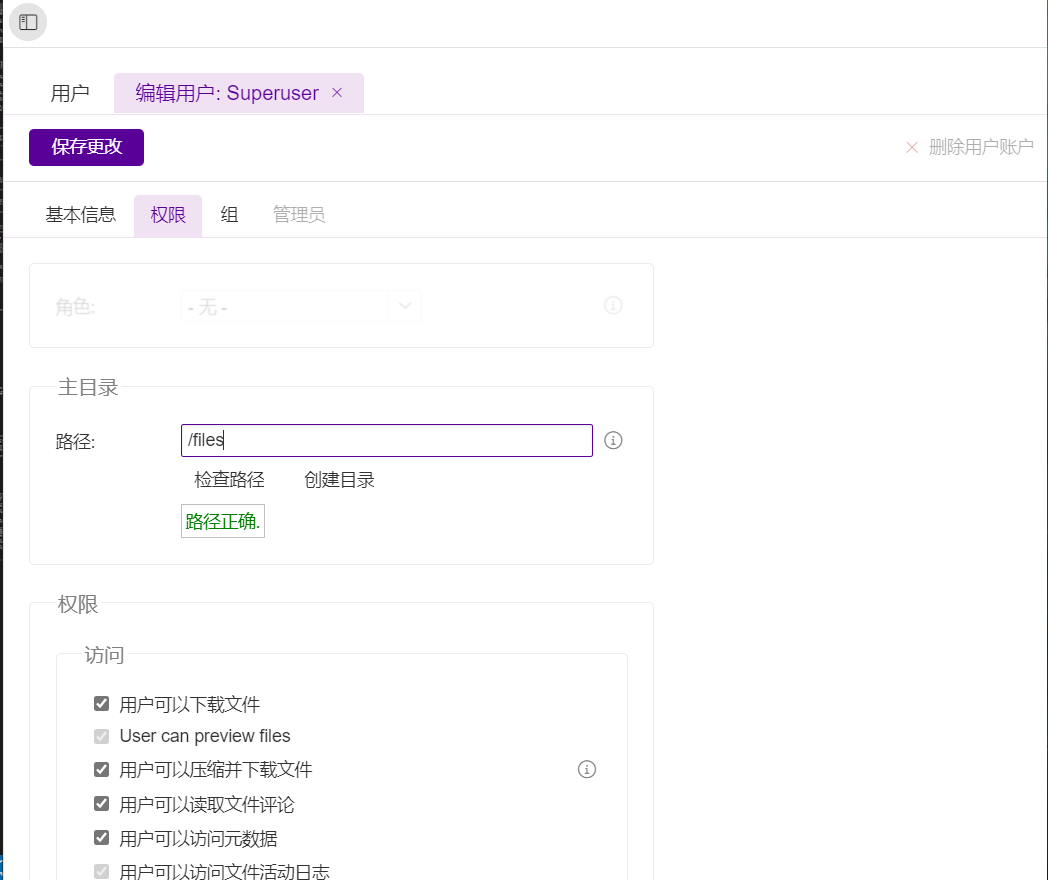 用户 编辑用户: Superuser ×
保存更改 × 删除用户账户
基本信息 权限 组 管理员
角色: - 无 -
主目录
路径: /files
检查路径 创建目录
路径正确.
权限
访问
用户可以下载文件
User can preview files
用户可以压缩并下载文件
用户可以读取文件评论
用户可以访问元数据
用户可以访问文件活动日志